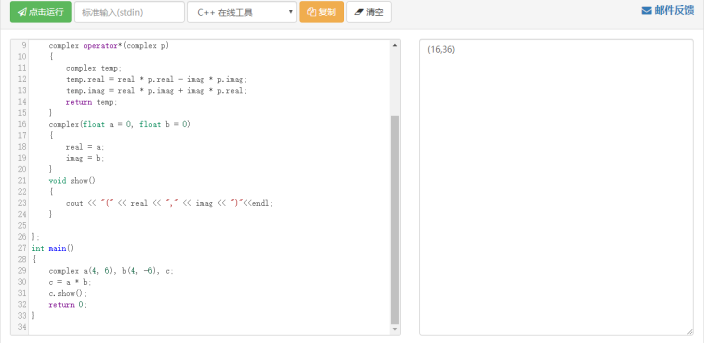 点击运行 标准输入(stdin) C++ 在线工具 复制 清空 邮件反馈
9 complex operator*(complex p)
10 {
11 complex temp;
12 temp.real = real * p.real - imag * p.imag;
13 temp.imag = real * p.imag + imag * p.real;
14 return temp;
15 }
16 complex(float a = 0, float b = 0)
17 {
18 real = a;
19 imag = b;
20 }
21 void show()
22 {
23 cout << "(" << real << "," << imag << ")"<<endl;
24 }
25
26 };
27 int main()
28 {
29 complex a(4, 6), b(4, -6), c;
30 c = a * b;
31 c.show();
32 return 0;
33 }
34
(16,36)